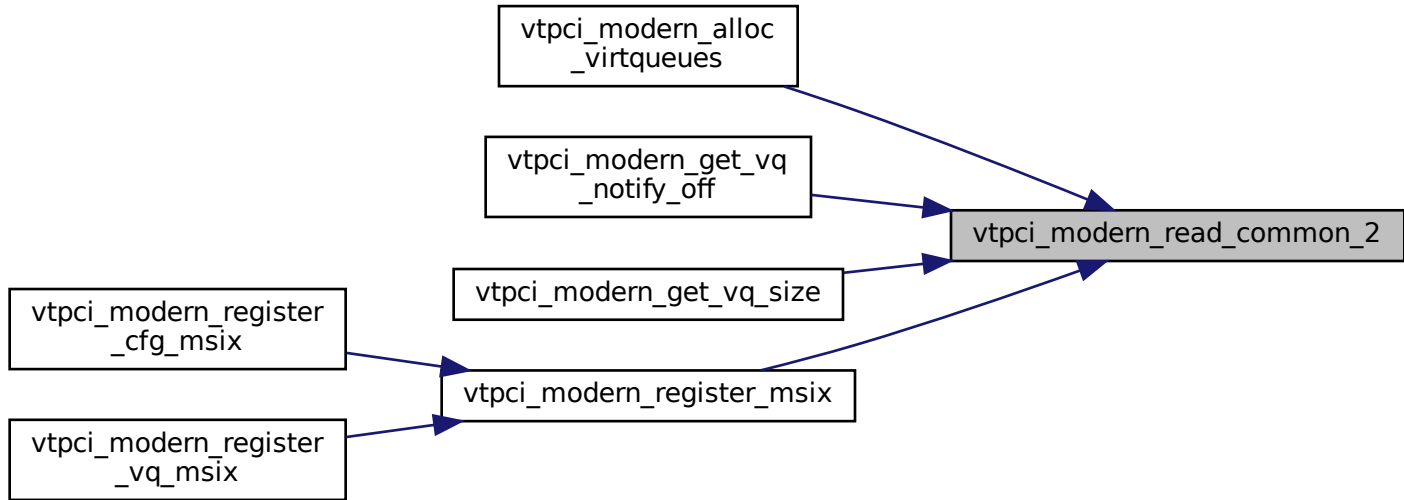 vtpci_modern_alloc
_virtqueues
vtpci_modern_get_vq
_notify_off
vtpci_modern_read_common_2
vtpci_modern_get_vq_size
vtpci_modern_register
_cfg_msix
vtpci_modern_register_msix
vtpci_modern_register
_vq_msix